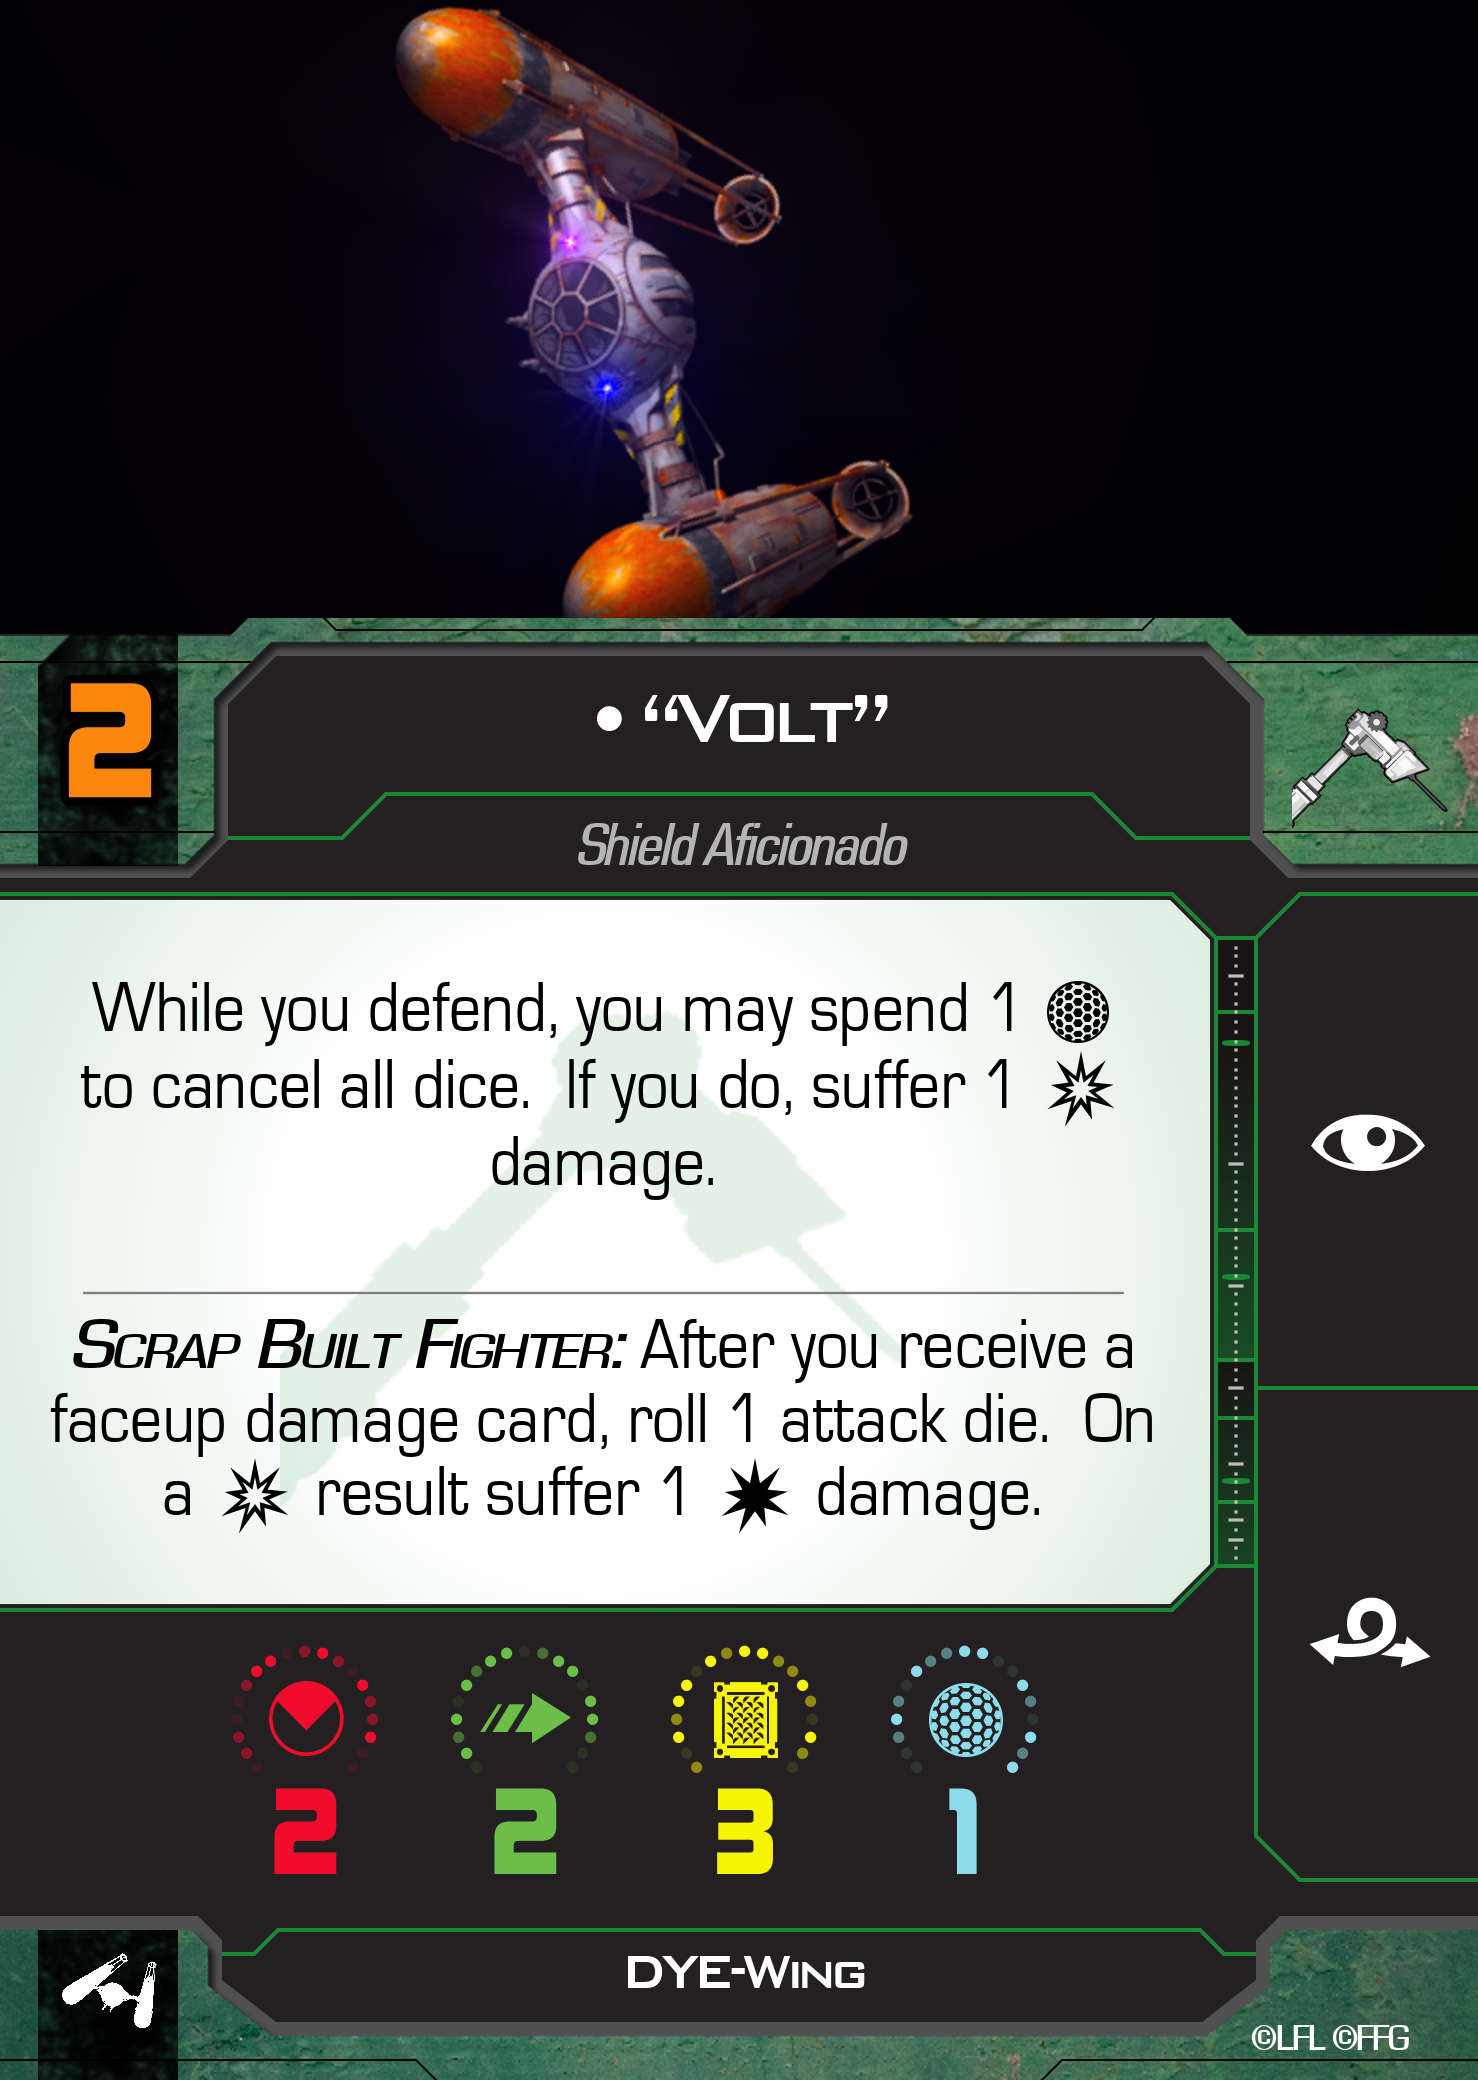 2
• “Volt”
Shield Aficionado
While you defend, you may spend 1
to cancel all dice.  If you do, suffer 1
damage.
Scrap Built Fighter: After you receive a
faceup damage card, roll 1 attack die.  On
a result suffer 1 damage.
2 2 3 1
DYE-Wing
©LFL ©FFG